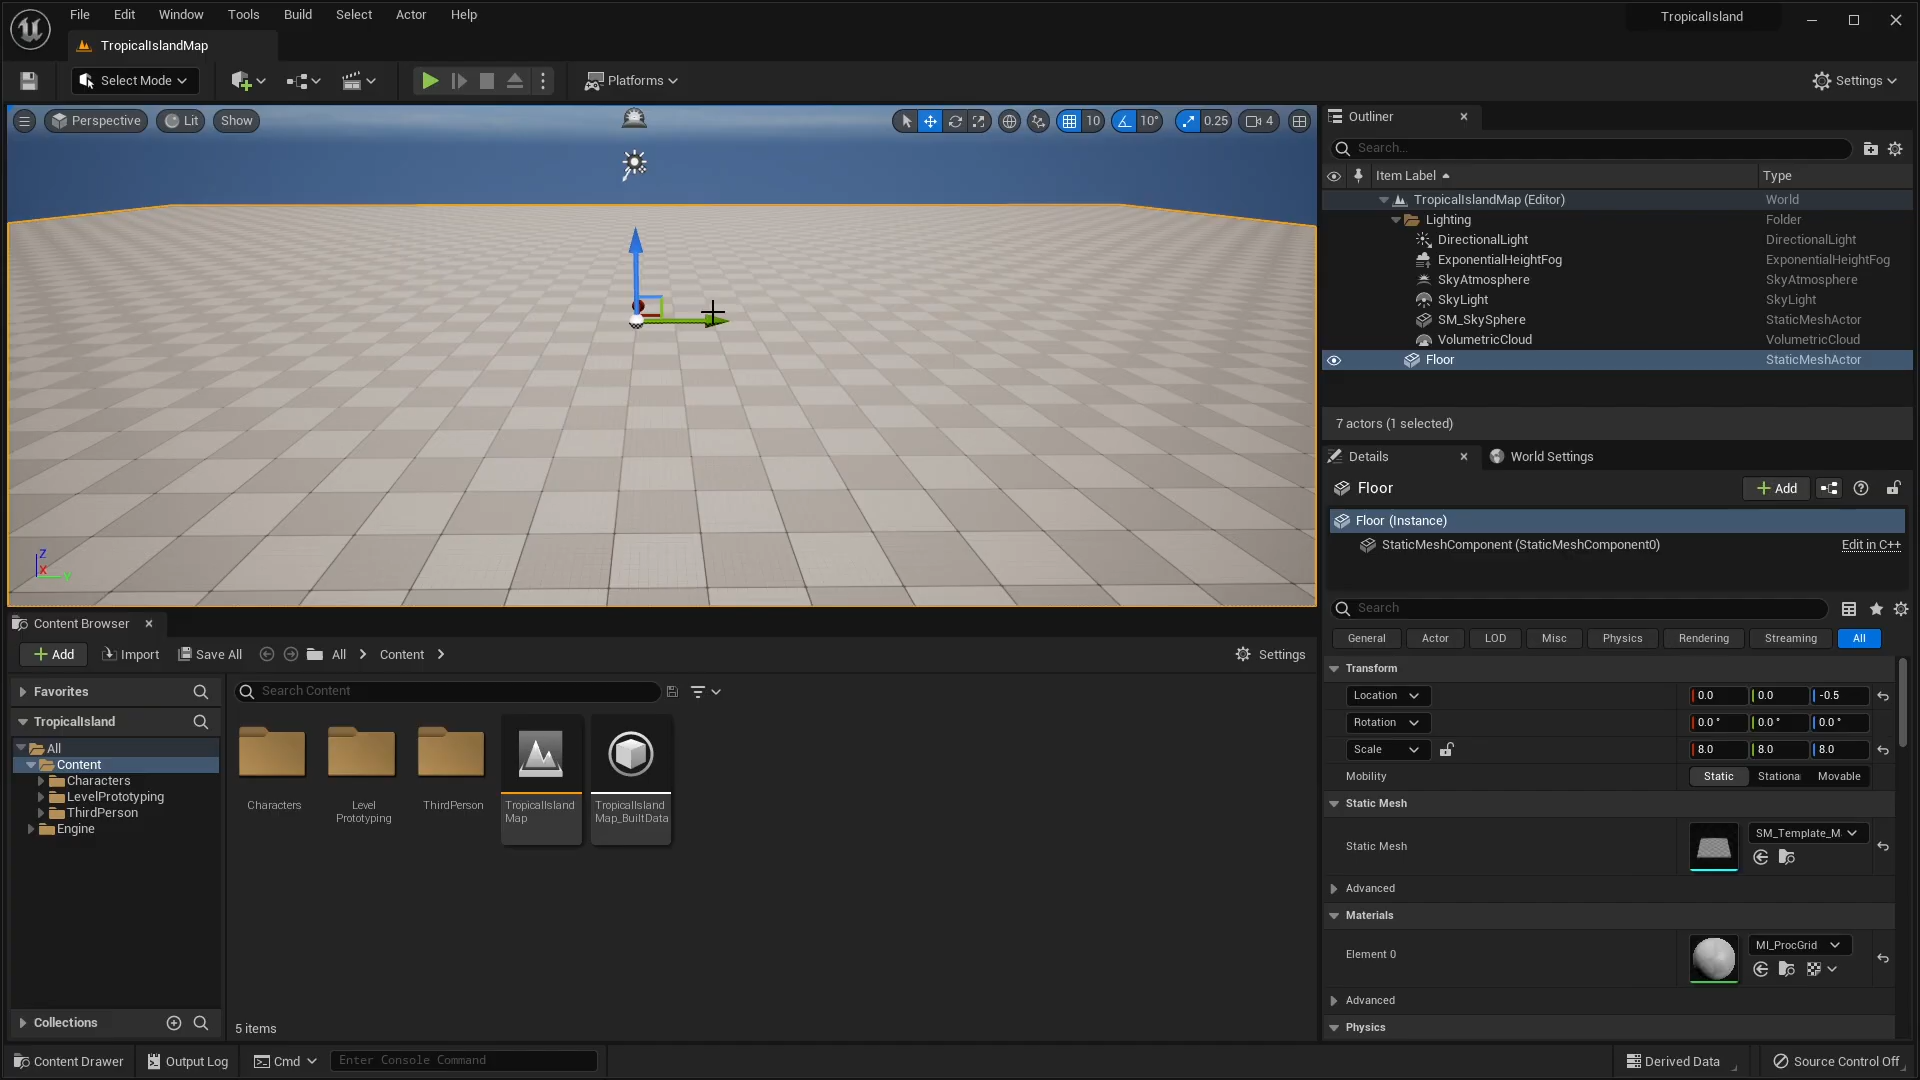 File Edit Window Tools Build Select Actor Help
TropicalIsland
TropicalIslandMap
Select Mode
Platforms
Settings
Perspective Lit Show
10 10° 0.25 4
Z
X
Y
Outliner
Search...
Item Label Type
TropicalIslandMap (Editor) World
Lighting Folder
DirectionalLight DirectionalLight
ExponentialHeightFog ExponentialHeightFog
SkyAtmosphere SkyAtmosphere
SkyLight SkyLight
SM_SkySphere StaticMeshActor
VolumetricCloud VolumetricCloud
Floor StaticMeshActor
7 actors (1 selected)
Details World Settings
Floor
Add
Floor (Instance)
StaticMeshComponent (StaticMeshComponent0) Edit in C++
Search
General Actor LOD Misc Physics Rendering Streaming All
Transform
Location 0.0 0.0 -0.5
Rotation 0.0 ° 0.0 ° 0.0 °
Scale 8.0 8.0 8.0
Mobility Static Stationa Movable
Static Mesh
Static Mesh SM_Template_M
Advanced
Materials
Element 0 MI_ProcGrid
Advanced
Physics
Content Browser
Add Import Save All All Content Settings
Favorites
TropicalIsland
All
Content
Characters
LevelPrototyping
ThirdPerson
Engine
Collections
Search Content
Characters
Level
Prototyping
ThirdPerson
TropicalIsland
Map
TropicalIsland
Map_BuiltData
5 items
Content Drawer Output Log Cmd Enter Console Command Derived Data Source Control Off